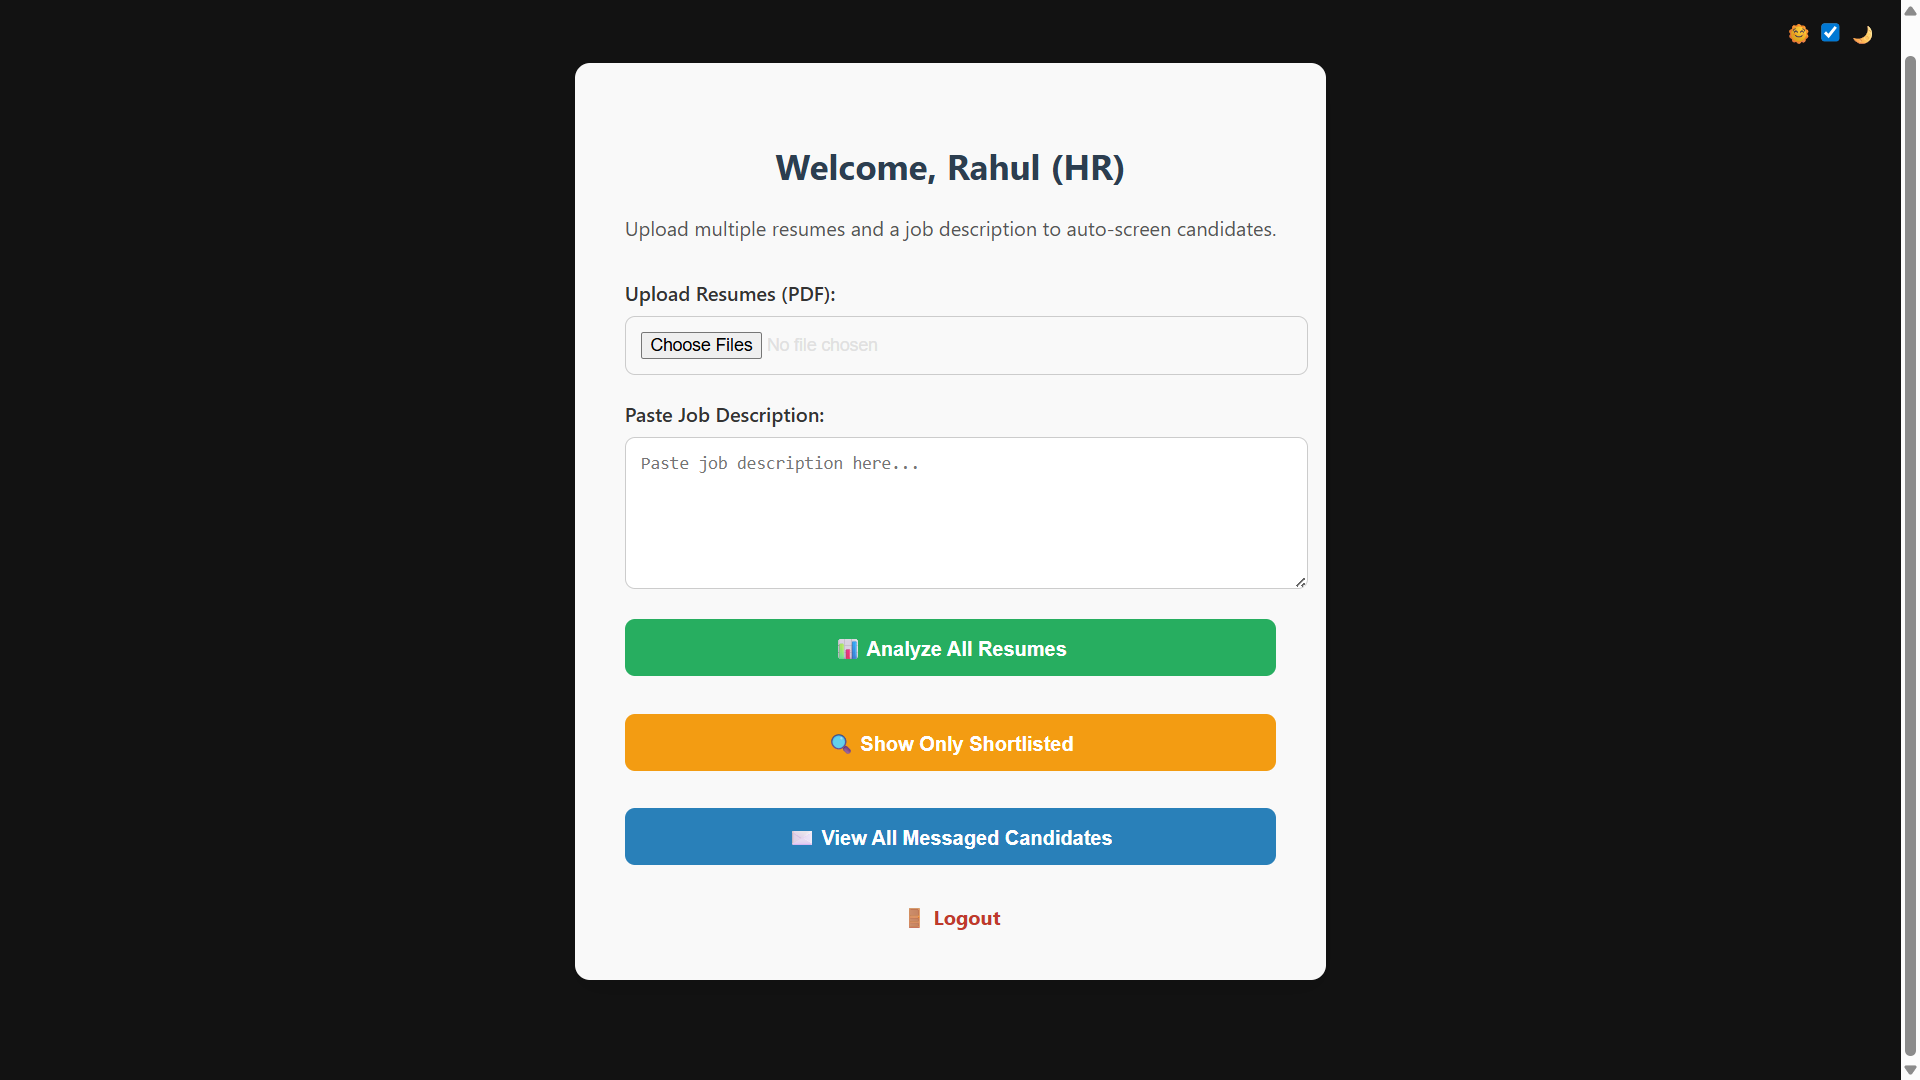 Welcome, Rahul (HR)
Upload multiple resumes and a job description to auto-screen candidates.
Upload Resumes (PDF):
Choose Files No file chosen
Paste Job Description:
Paste job description here...
📊 Analyze All Resumes
🔍 Show Only Shortlisted
✉️ View All Messaged Candidates
🚪 Logout